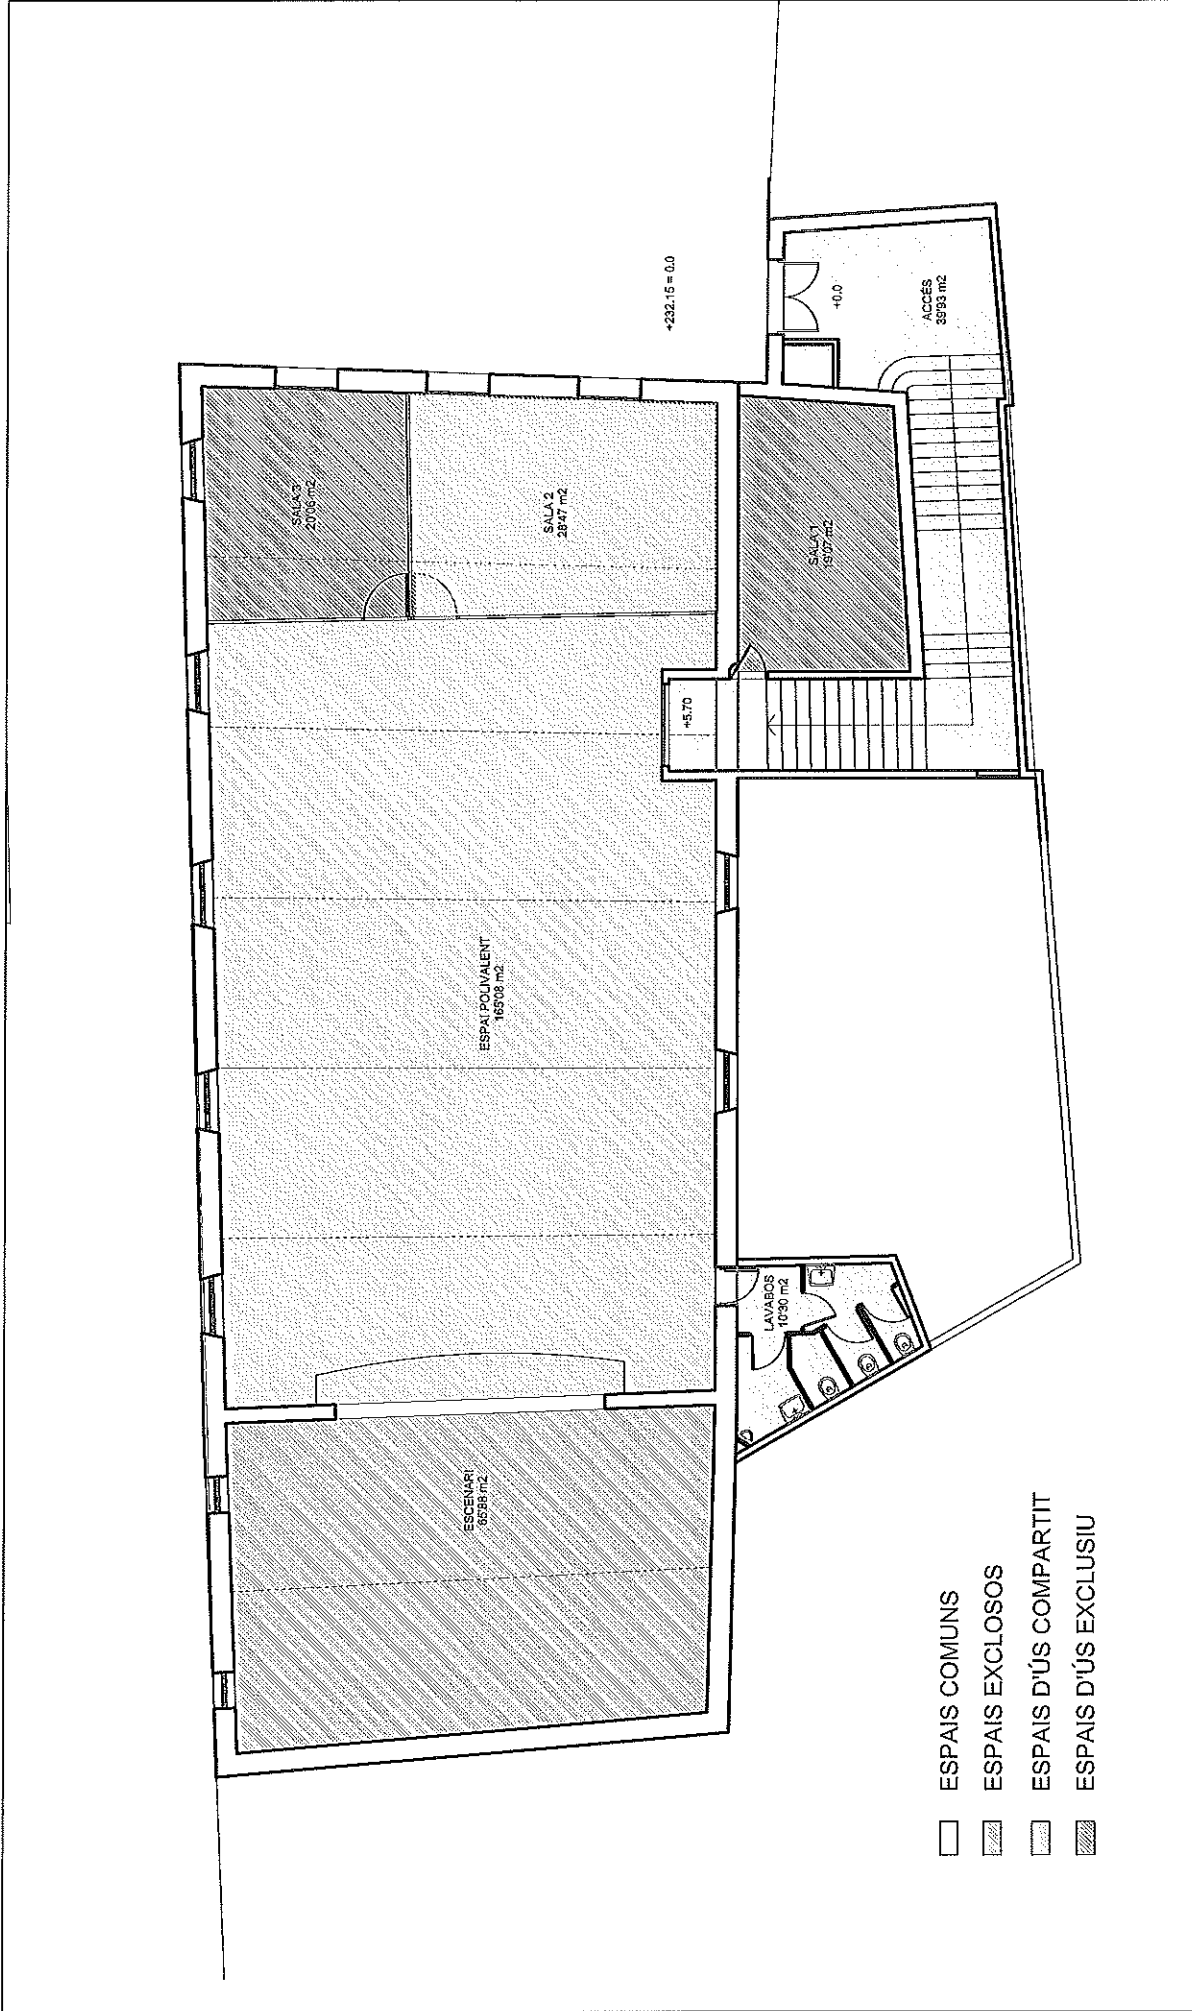 ESCENARI
65'88 m2
ESPAI POLIVALENT
165'08 m2
SALA 3
20'06 m2
SALA 2
28'47 m2
+232.15 = 0.0
LAVABOS
10'30 m2
+5.70
SALA 1
19'07 m2
+0.0
ACCÉS
39'93 m2
ESPAIS COMUNS
ESPAIS EXCLOSOS
ESPAIS D'ÚS COMPARTIT
ESPAIS D'ÚS EXCLUSIU